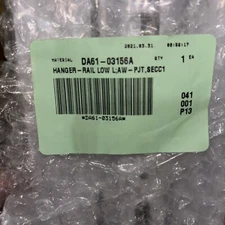 2021.03.31
MATERIAL DA61-03156A QTY 1 EA
HANGER-RAIL LOW L;AW-PJT,SECC1
041
001
P13
*DA61-03156A*